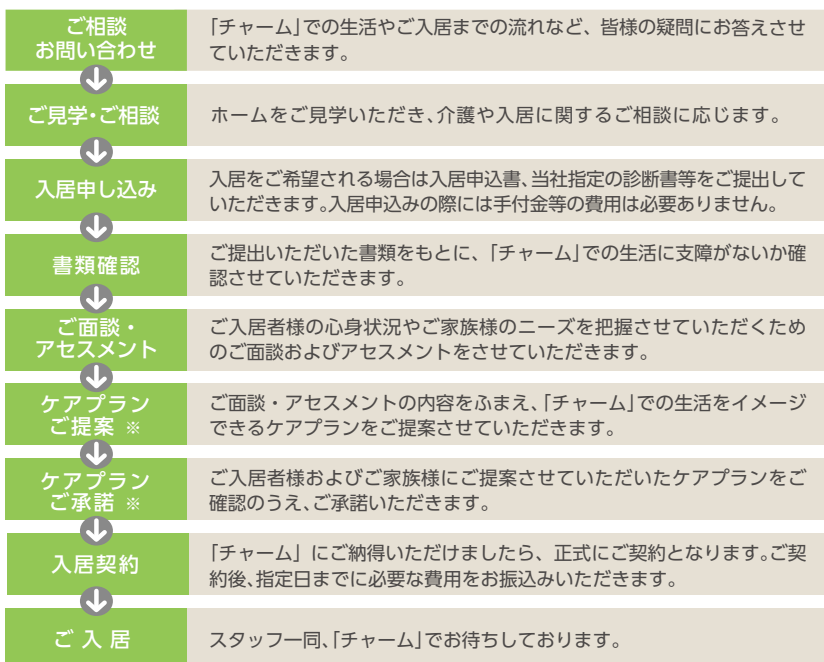 ご相談
お問い合わせ
「チャーム」での生活やご入居までの流れなど、皆様の疑問にお答えさせ
ていただきます。
ご見学・ご相談
ホームをご見学いただき、介護や入居に関するご相談に応じます。
入居申し込み
入居をご希望される場合は入居申込書、当社指定の診断書等をご提出して
いただきます。入居申込みの際には手付金等の費用は必要ありません。
書類確認
ご提出いただいた書類をもとに、「チャーム」での生活に支障がないか確
認させていただきます。
ご面談・
アセスメント
ご入居者様の心身状況やご家族様のニーズを把握させていただくため
のご面談およびアセスメントをさせていただきます。
ケアプラン
ご提案 ※
ご面談・アセスメントの内容をふまえ、「チャーム」での生活をイメージ
できるケアプランをご提案させていただきます。
ケアプラン
ご承諾 ※
ご入居者様およびご家族様にご提案させていただいたケアプランをご
確認のうえ、ご承諾いただきます。
入居契約
「チャーム」にご納得いただけましたら、正式にご契約となります。ご契
約後、指定日までに必要な費用をお振込みいただきます。
ご入居
スタッフ一同、「チャーム」でお待ちしております。